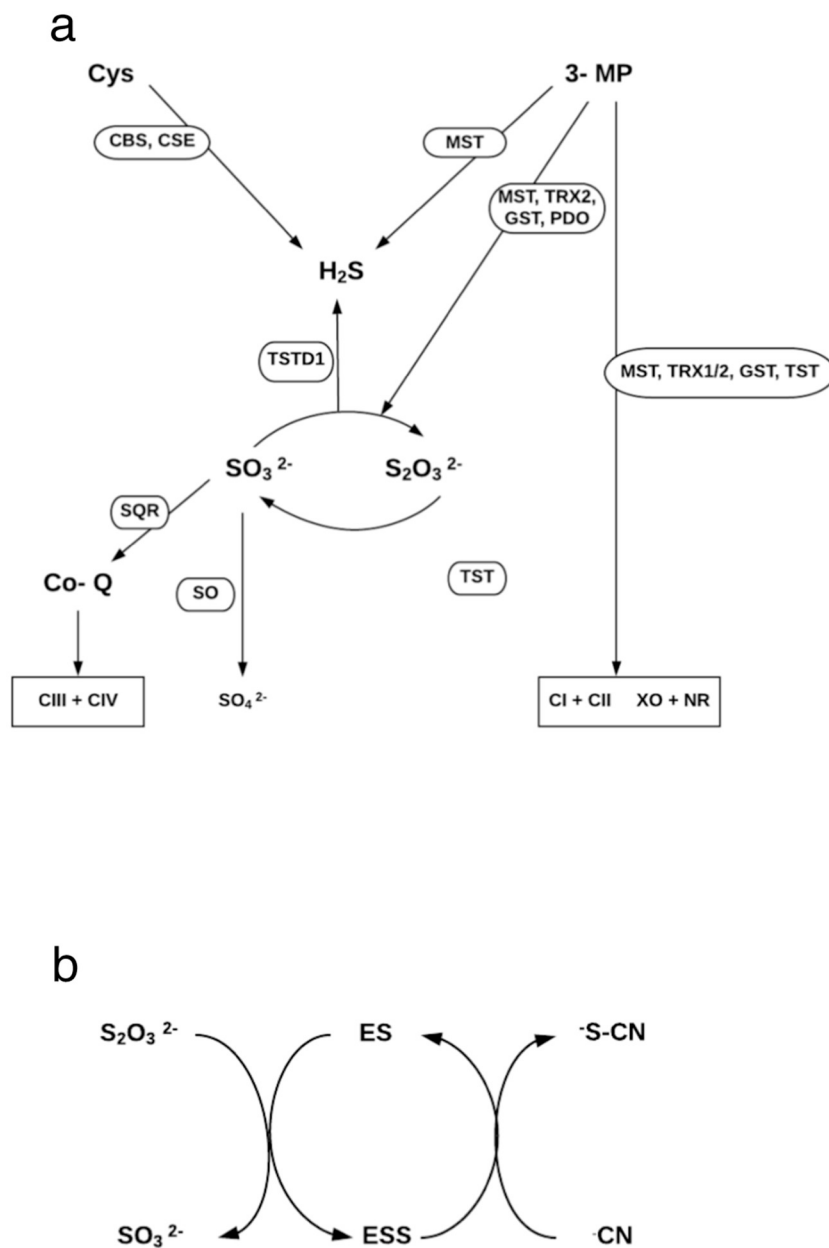 a
Cys
3- MP
CBS, CSE
MST
MST, TRX2,
GST, PDO
H₂S
TSTD1
MST, TRX1/2, GST, TST
SO₃ ²⁻
S₂O₃ ²⁻
SQR
Co- Q
SO
TST
CIII + CIV
SO₄ ²⁻
CI + CII XO + NR
b
S₂O₃ ²⁻
ES
⁻S-CN
SO₃ ²⁻
ESS
⁻CN